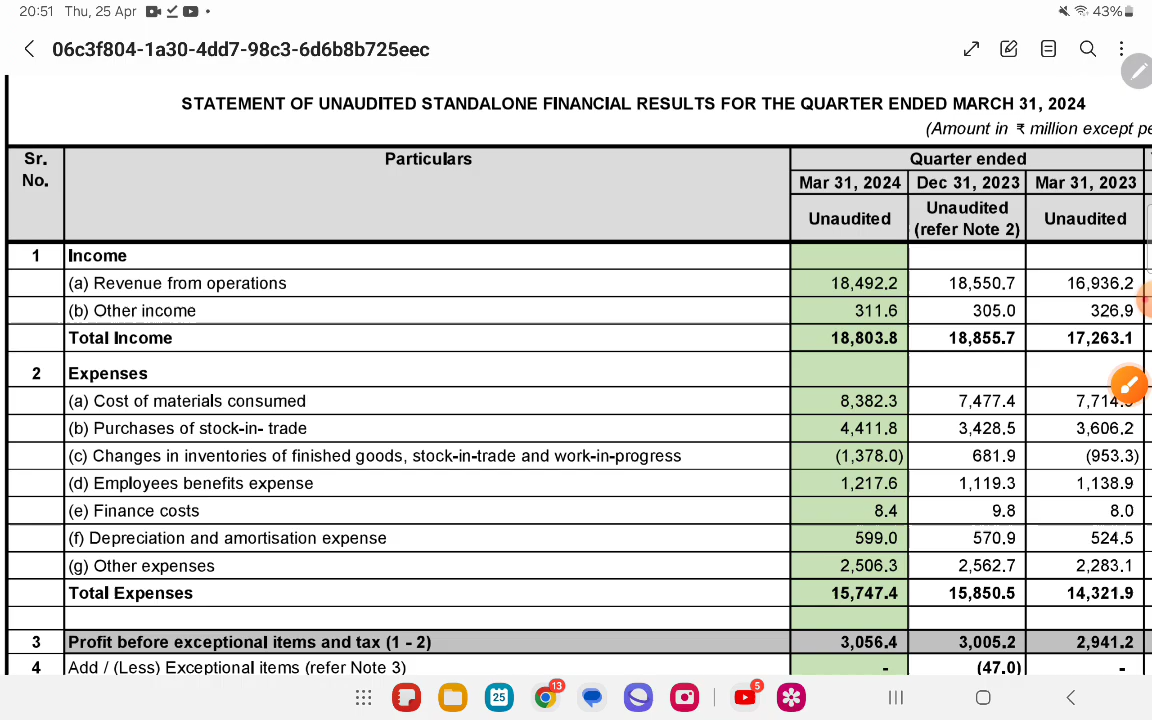 20:51 Thu, 25 Apr
43%
06c3f804-1a30-4dd7-98c3-6d6b8b725eec
STATEMENT OF UNAUDITED STANDALONE FINANCIAL RESULTS FOR THE QUARTER ENDED MARCH 31, 2024
(Amount in ₹ million except
Sr. No. Particulars Quarter ended
Mar 31, 2024 Dec 31, 2023 Mar 31, 2023
Unaudited Unaudited (refer Note 2) Unaudited
1 Income
(a) Revenue from operations 18,492.2 18,550.7 16,936.2
(b) Other income 311.6 305.0 326.9
Total Income 18,803.8 18,855.7 17,263.1
2 Expenses
(a) Cost of materials consumed 8,382.3 7,477.4
(b) Purchases of stock-in- trade 4,411.8 3,428.5 3,606.2
(c) Changes in inventories of finished goods, stock-in-trade and work-in-progress (1,378.0) 681.9 (953.3)
(d) Employees benefits expense 1,217.6 1,119.3 1,138.9
(e) Finance costs 8.4 9.8 8.0
(f) Depreciation and amortisation expense 599.0 570.9 524.5
(g) Other expenses 2,506.3 2,562.7 2,283.1
Total Expenses 15,747.4 15,850.5 14,321.9
3 Profit before exceptional items and tax (1 - 2) 3,056.4 3,005.2 2,941.2
4 Add / (Less) Exceptional items (refer Note 3) - (47.0) -
25 13 5